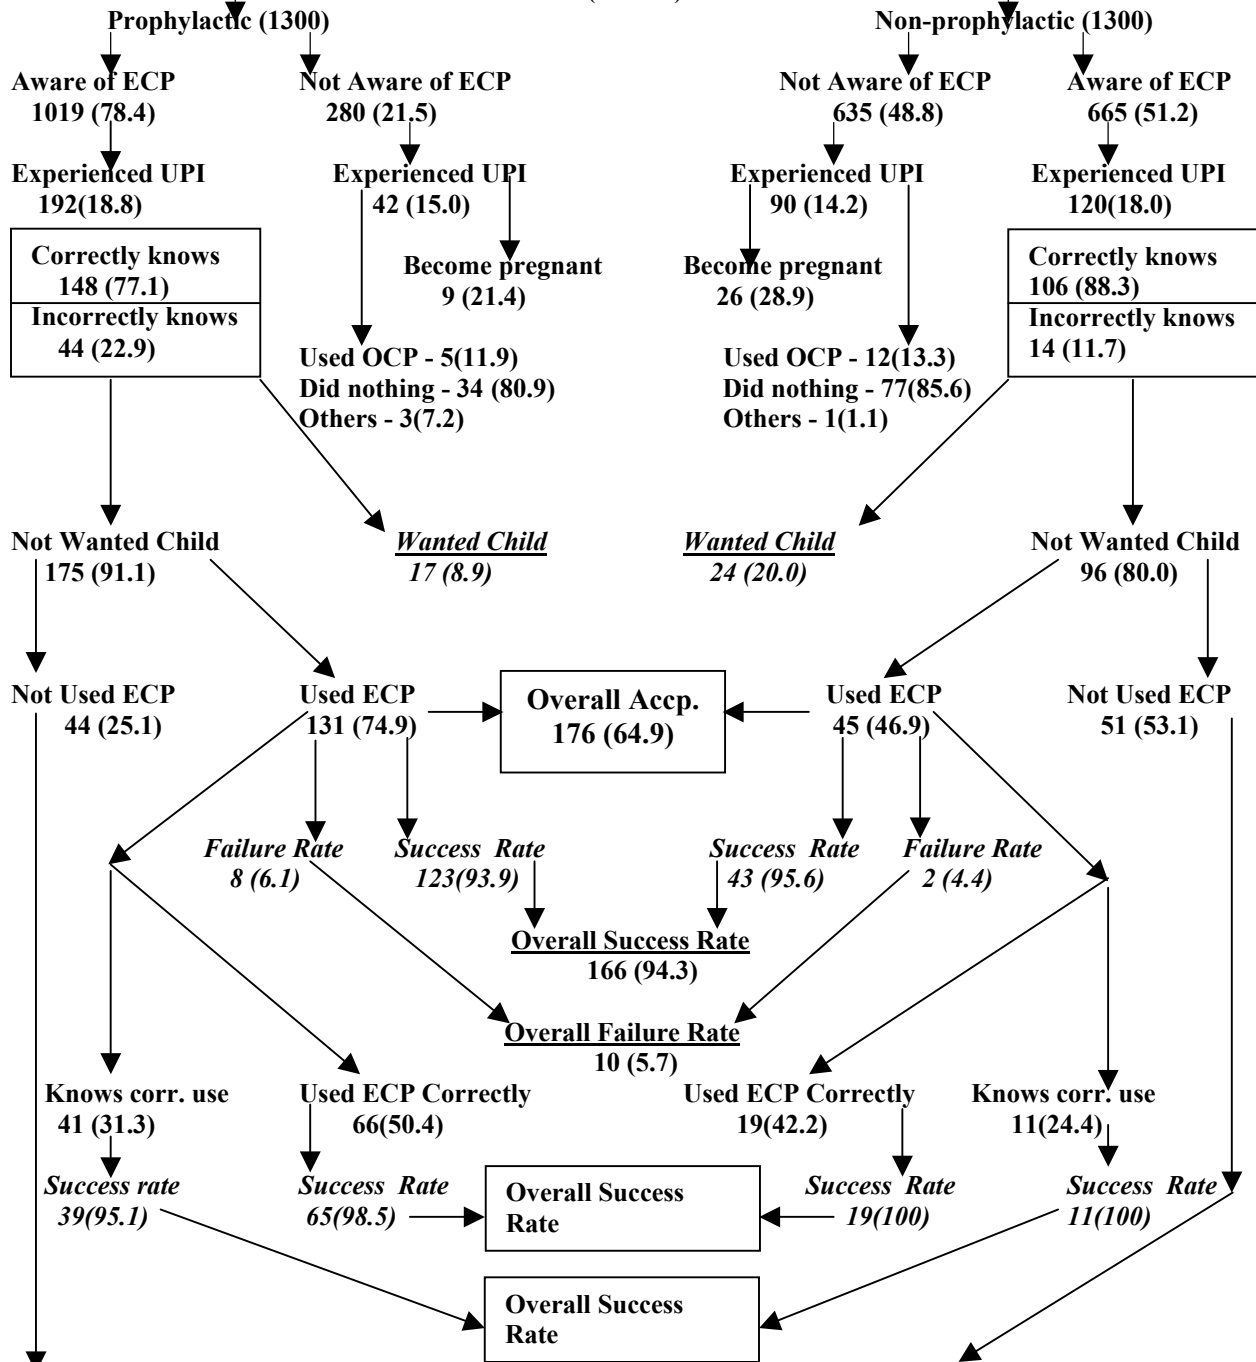 Prophylactic (1300)
Non-prophylactic (1300)
Aware of ECP
1019 (78.4)
Not Aware of ECP
280 (21.5)
Not Aware of ECP
635 (48.8)
Aware of ECP
665 (51.2)
Experienced UPI
192(18.8)
Experienced UPI
42 (15.0)
Experienced UPI
90 (14.2)
Experienced UPI
120(18.0)
Correctly knows
148 (77.1)
Incorrectly knows
44 (22.9)
Become pregnant
9 (21.4)
Become pregnant
26 (28.9)
Correctly knows
106 (88.3)
Incorrectly knows
14 (11.7)
Used OCP - 5(11.9)
Did nothing - 34 (80.9)
Others - 3(7.2)
Used OCP - 12(13.3)
Did nothing - 77(85.6)
Others - 1(1.1)
Not Wanted Child
175 (91.1)
Wanted Child
17 (8.9)
Wanted Child
24 (20.0)
Not Wanted Child
96 (80.0)
Not Used ECP
44 (25.1)
Used ECP
131 (74.9)
Overall Accp.
176 (64.9)
Used ECP
45 (46.9)
Not Used ECP
51 (53.1)
Failure Rate
8 (6.1)
Success Rate
123(93.9)
Success Rate
43 (95.6)
Failure Rate
2 (4.4)
Overall Success Rate
166 (94.3)
Overall Failure Rate
10 (5.7)
Knows corr. use
41 (31.3)
Used ECP Correctly
66(50.4)
Used ECP Correctly
19(42.2)
Knows corr. use
11(24.4)
Success rate
39(95.1)
Success Rate
65(98.5)
Overall Success
Rate
Success Rate
19(100)
Success Rate
11(100)
Overall Success
Rate